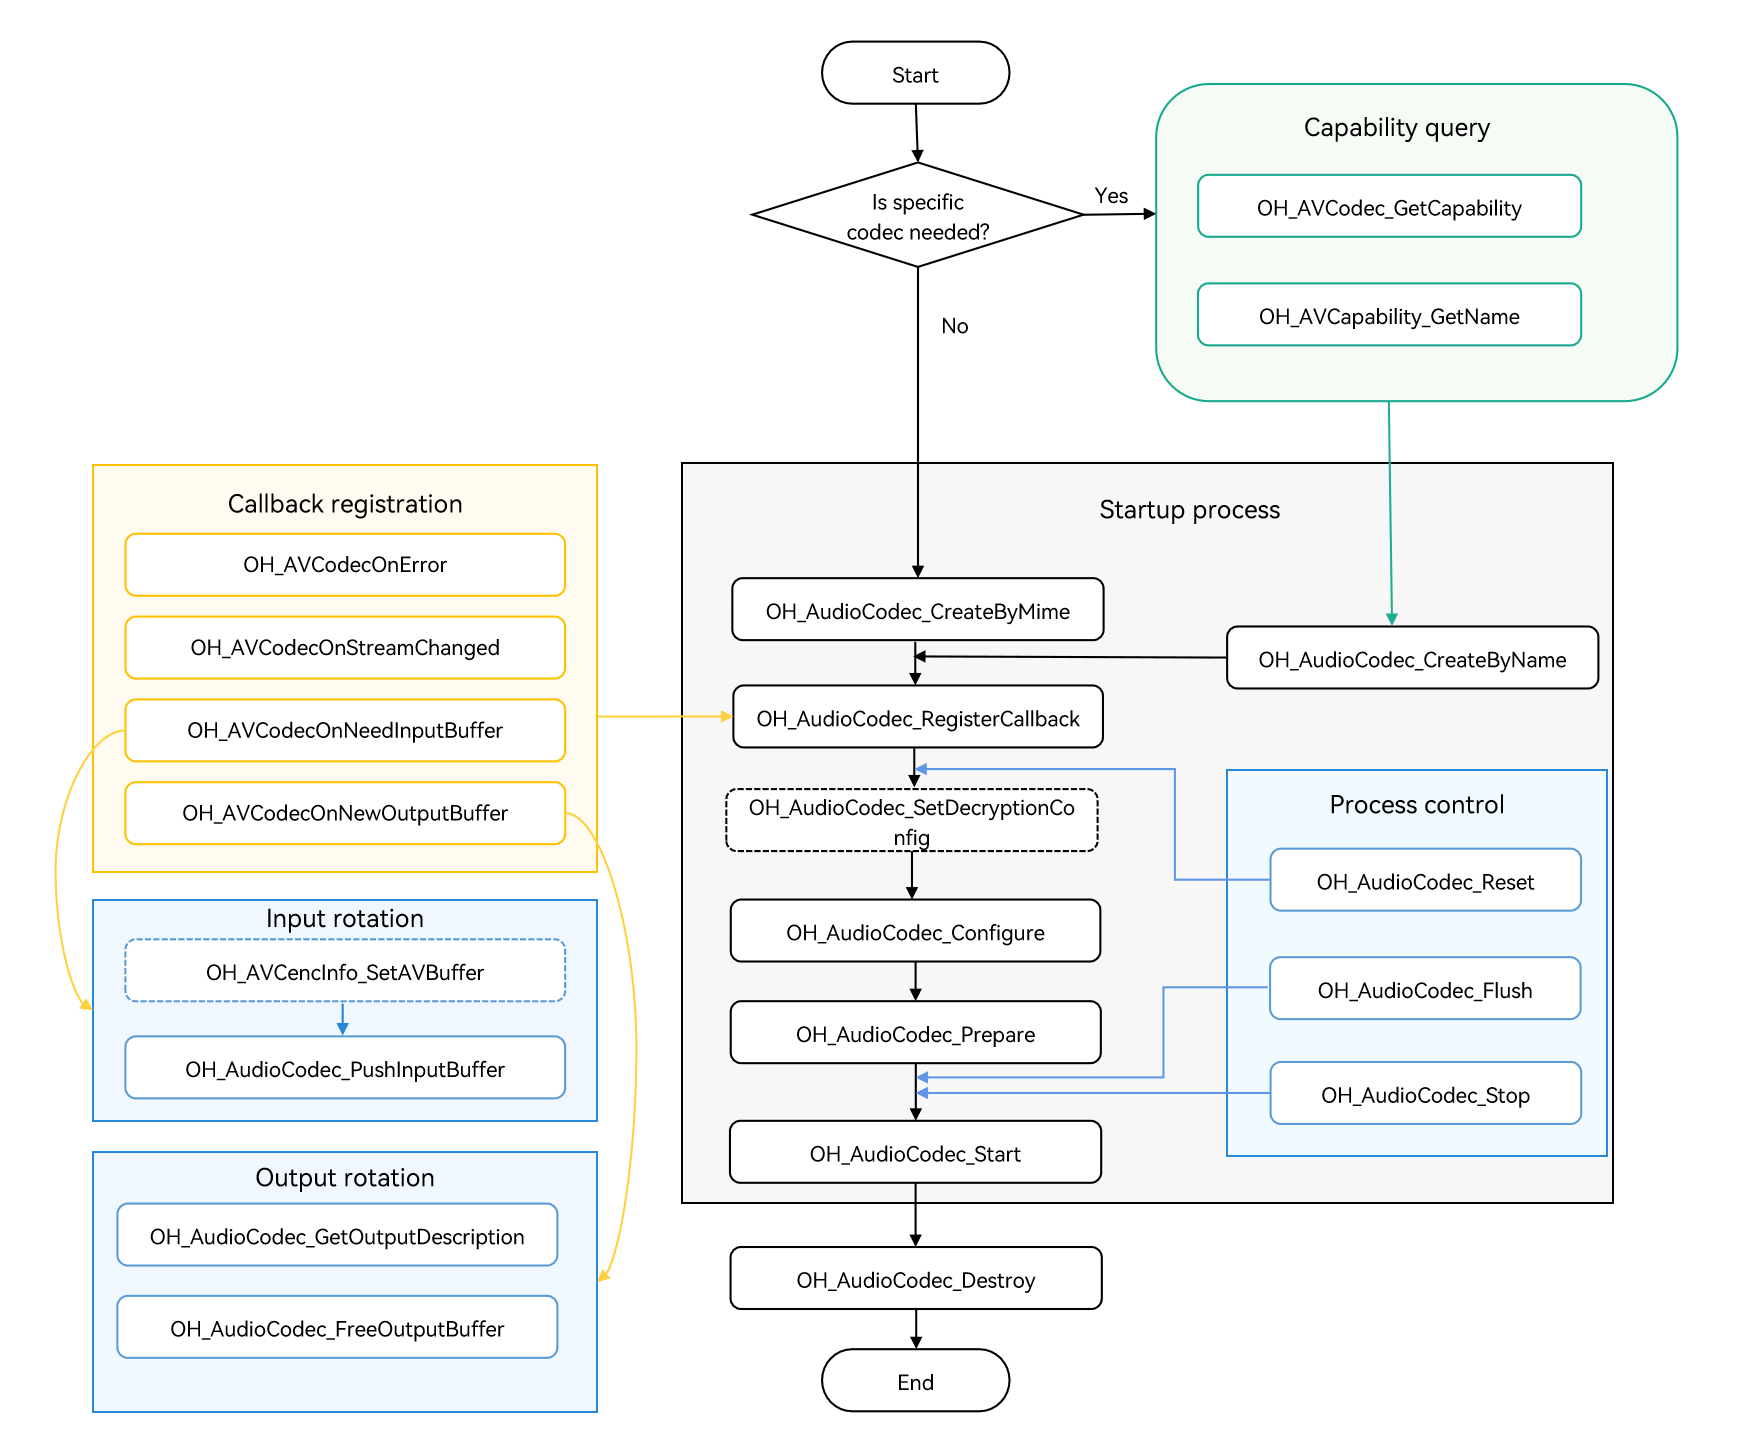 Start
Is specific
codec needed?
Yes
No
Capability query
OH_AVCodec_GetCapability
OH_AVCapability_GetName
Callback registration
OH_AVCodecOnError
OH_AVCodecOnStreamChanged
OH_AVCodecOnNeedInputBuffer
OH_AVCodecOnNewOutputBuffer
Input rotation
OH_AVCencInfo_SetAVBuffer
OH_AudioCodec_PushInputBuffer
Output rotation
OH_AudioCodec_GetOutputDescription
OH_AudioCodec_FreeOutputBuffer
Startup process
OH_AudioCodec_CreateByMime
OH_AudioCodec_CreateByName
OH_AudioCodec_RegisterCallback
OH_AudioCodec_SetDecryptionCo
nfig
OH_AudioCodec_Configure
OH_AudioCodec_Prepare
OH_AudioCodec_Start
Process control
OH_AudioCodec_Reset
OH_AudioCodec_Flush
OH_AudioCodec_Stop
OH_AudioCodec_Destroy
End